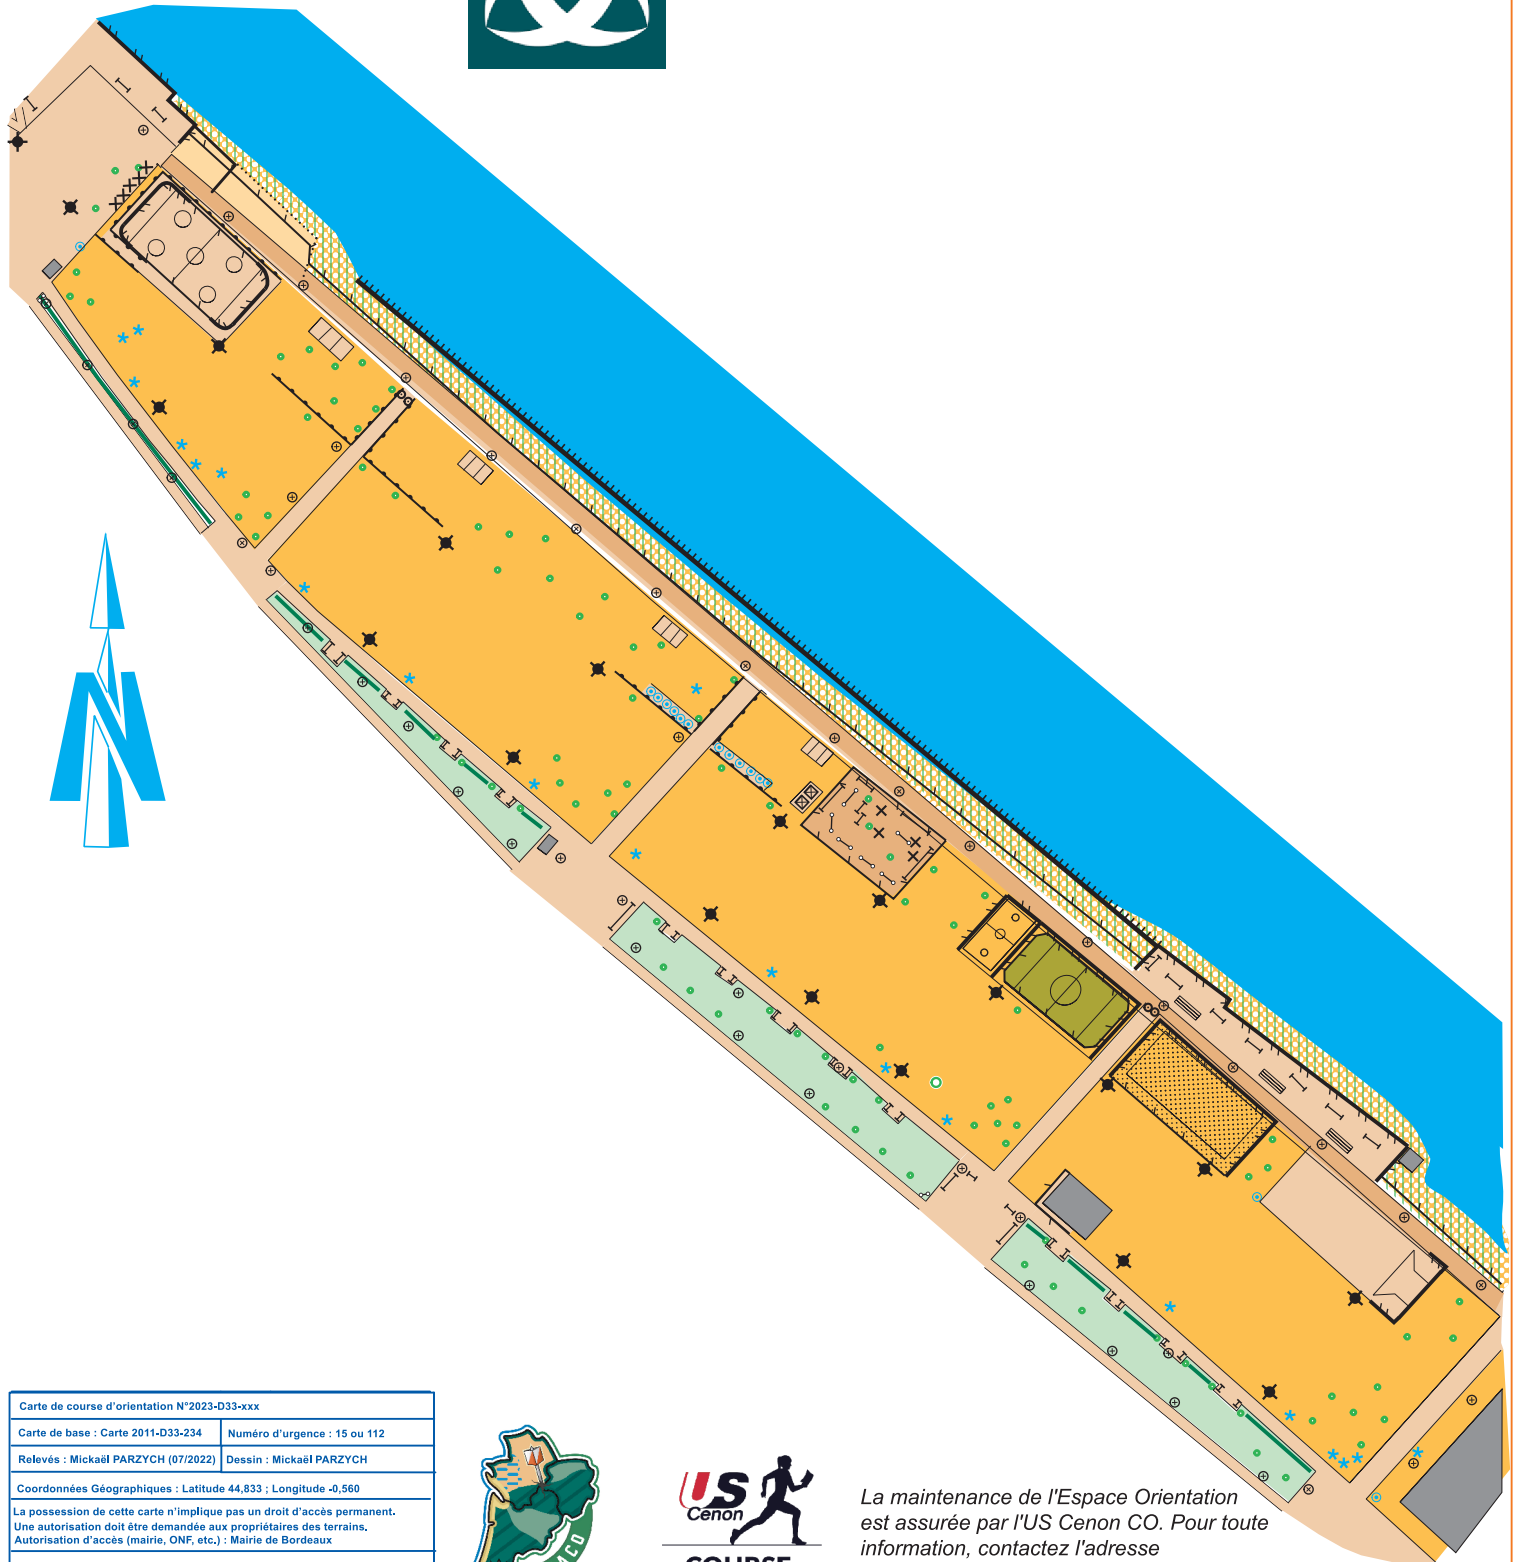 N
Carte de course d'orientation N°2023-D33-xxx
Carte de base : Carte 2011-D33-234
Numéro d'urgence : 15 ou 112
Relevés : Mickaël PARZYCH (07/2022)
Dessin : Mickaël PARZYCH
Coordonnées Géographiques : Latitude 44,833 ; Longitude -0,560
La possession de cette carte n'implique pas un droit d'accès permanent.
Une autorisation doit être demandée aux propriétaires des terrains.
Autorisation d'accès (mairie, ONF, etc.) : Mairie de Bordeaux
US
Cenon
COURSE
La maintenance de l'Espace Orientation
est assurée par l'US Cenon CO. Pour toute
information, contactez l'adresse